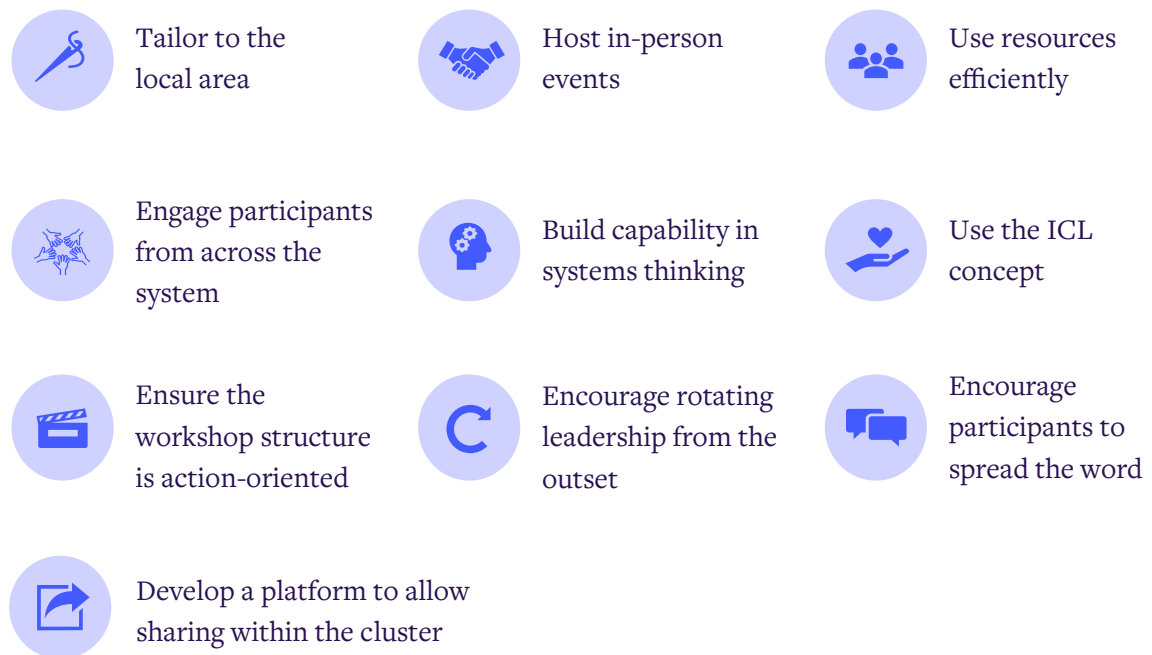 Tailor to the
local area
Host in-person
events
Use resources
efficiently
Engage participants
from across the
system
Build capability in
systems thinking
Use the ICL
concept
Ensure the
workshop structure
is action-oriented
Encourage rotating
leadership from the
outset
Encourage
participants to
spread the word
Develop a platform to allow
sharing within the cluster